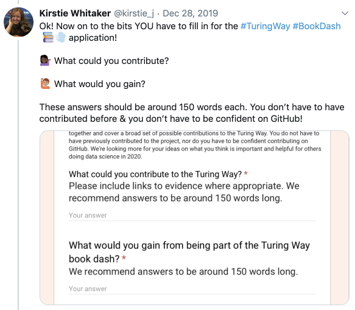 Kirstie Whitaker @kirstie_j · Dec 28, 2019
Ok! Now on to the bits YOU have to fill in for the #TuringWay #BookDash
application!
What could you contribute?
What would you gain?
These answers should be around 150 words each. You don't have to have
contributed before & you don't have to be confident on GitHub!
together and cover a broad set of possible contributions to the Turing Way. You do not have to
have previously contributed to the project, nor do you have to be confident contributing on
GitHub. We're looking more for your ideas on what you think is important and helpful for others
doing data science in 2020.
What could you contribute to the Turing Way? *
Please include links to evidence where appropriate. We
recommend answers to be around 150 words long.
Your answer
What would you gain from being part of the Turing Way
book dash? *
We recommend answers to be around 150 words long.
Your answer